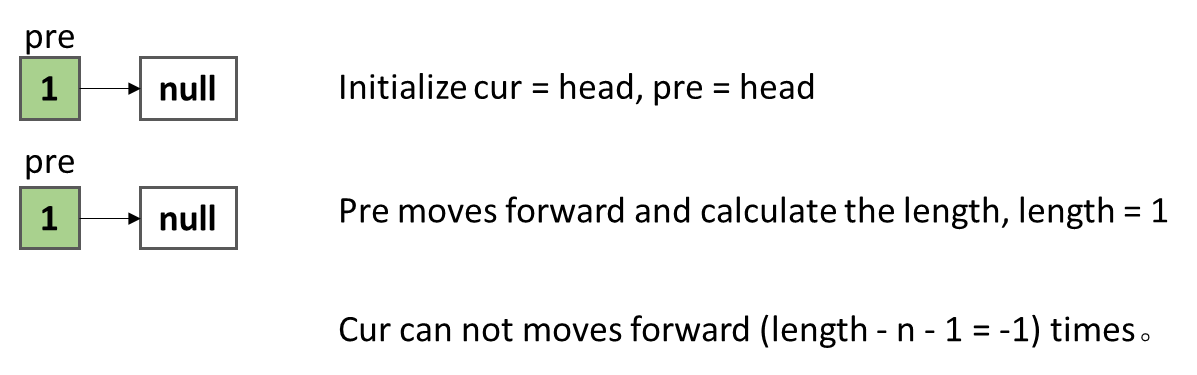 pre
1 null Initialize cur = head, pre = head
pre
1 null Pre moves forward and calculate the length, length = 1
Cur can not moves forward (length - n - 1 = -1) times。